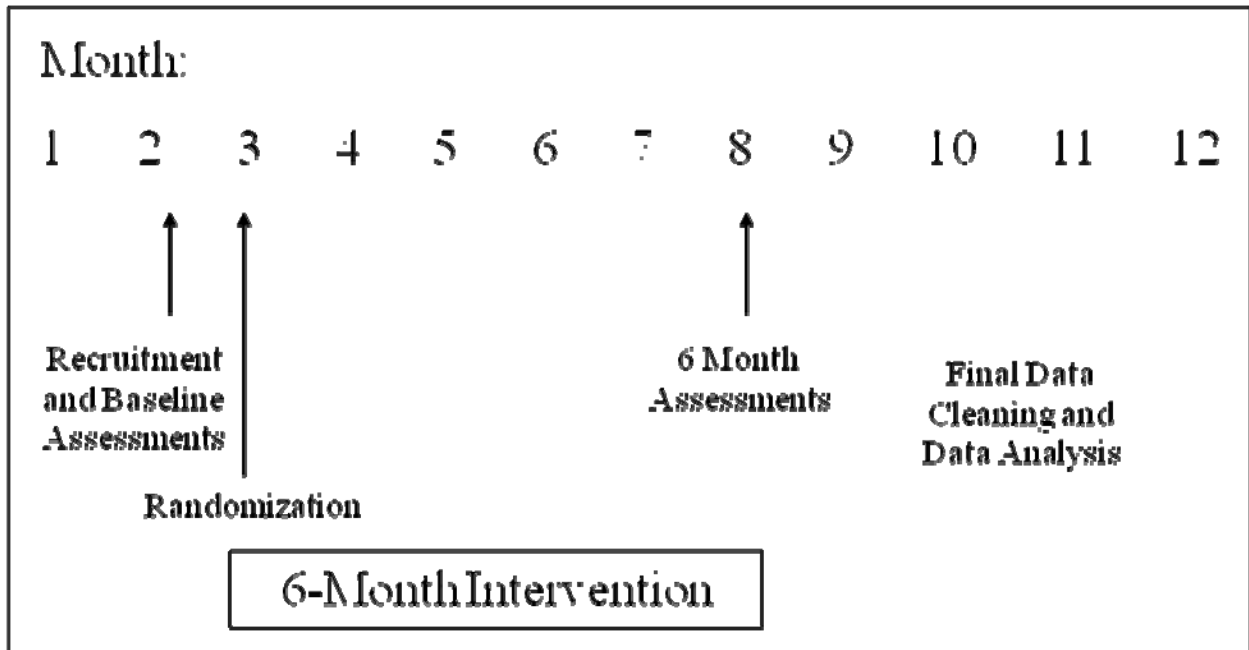 Month:
1 2 3 4 5 6 7 8 9 10 11 12
Recruitment
and Baseline
Assessments
6 Month
Assessments
Final Data
Cleaning and
Data Analysis
Randomization
6-Month Intervention